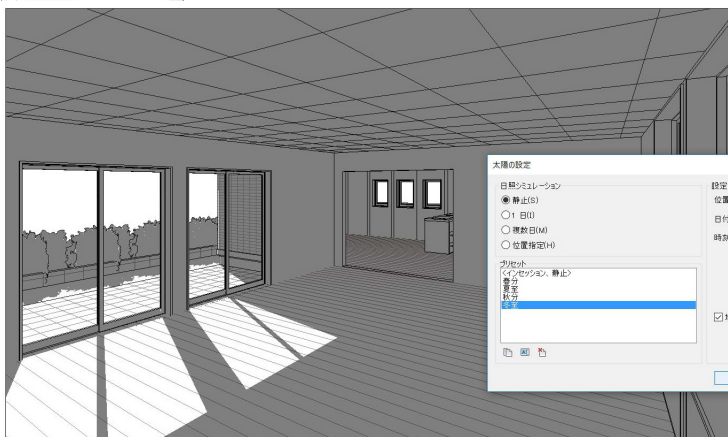 太陽の設定
日照シミュレーション
静止(S)
1 日(I)
複数日(M)
位置指定(H)
プリセット
<インセッション、静止>
春分
夏至
秋分
冬至
設定
位置
日付
時刻